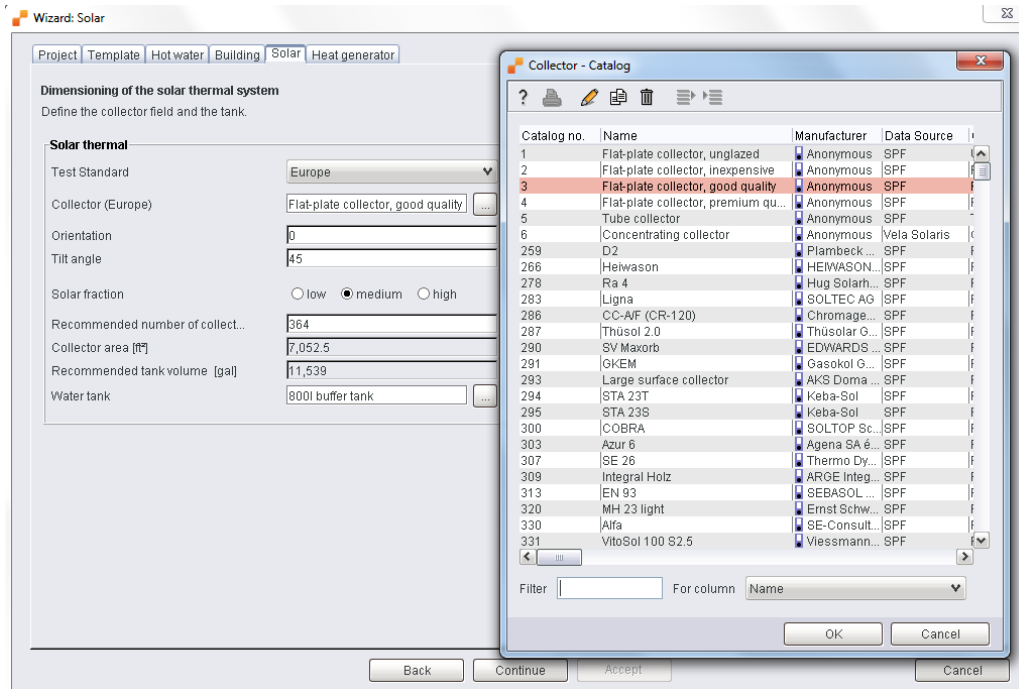 Wizard: Solar
Project Template Hot water Building Solar Heat generator
Dimensioning of the solar thermal system
Define the collector field and the tank.
Solar thermal
Test Standard Europe
Collector (Europe) Flat-plate collector, good quality ...
Orientation 0
Tilt angle 45
Solar fraction low medium high
Recommended number of collect... 364
Collector area [ft²] 7,052.5
Recommended tank volume [gal] 11,539
Water tank 800l buffer tank ...
Back Continue Accept Cancel
Collector - Catalog
?
Catalog no. Name Manufacturer Data Source
1 Flat-plate collector, unglazed Anonymous SPF
2 Flat-plate collector, inexpensive Anonymous SPF
3 Flat-plate collector, good quality Anonymous SPF
4 Flat-plate collector, premium qu... Anonymous SPF
5 Tube collector Anonymous SPF
6 Concentrating collector Anonymous Vela Solaris
259 D2 Plambeck ... SPF
266 Heiwason HEIWASON... SPF
278 Ra 4 Hug Solarh... SPF
283 Ligna SOLTEC AG SPF
286 CC-A/F (CR-120) Chromage... SPF
287 Thüsol 2.0 Thüsolar G... SPF
290 SV Maxorb EDWARDS ... SPF
291 GKEM Gasokol G... SPF
293 Large surface collector AKS Doma ... SPF
294 STA 23T Keba-Sol SPF
295 STA 23S Keba-Sol SPF
300 COBRA SOLTOP Sc... SPF
303 Azur 6 Agena SA é... SPF
307 SE 26 Thermo Dy... SPF
309 Integral Holz ARGE Integ... SPF
313 EN 93 SEBASOL ... SPF
320 MH 23 light Ernst Schw... SPF
330 Alfa SE-Consult... SPF
331 VitoSol 100 S2.5 Viessmann... SPF
Filter For column Name
OK Cancel